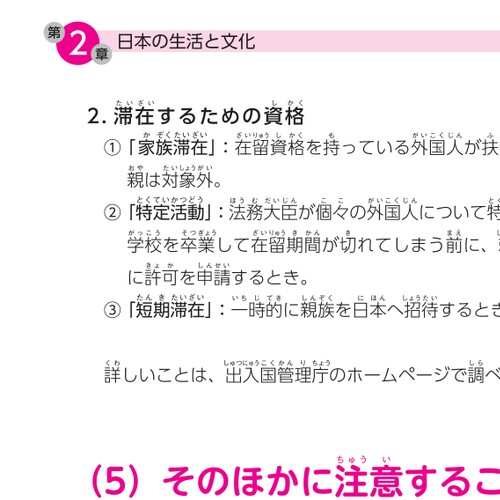 第2章 日本の生活と文化
2. 滞在するための資格
①「家族滞在」：在留資格を持っている外国人が扶
親は対象外。
②「特定活動」：法務大臣が個々の外国人について特
学校を卒業して在留期間が切れてしまう前に、
に許可を申請するとき。
③「短期滞在」：一時的に親族を日本へ招待するとき
詳しいことは、出入国管理庁のホームページで調べ
（5）そのほかに注意するこ